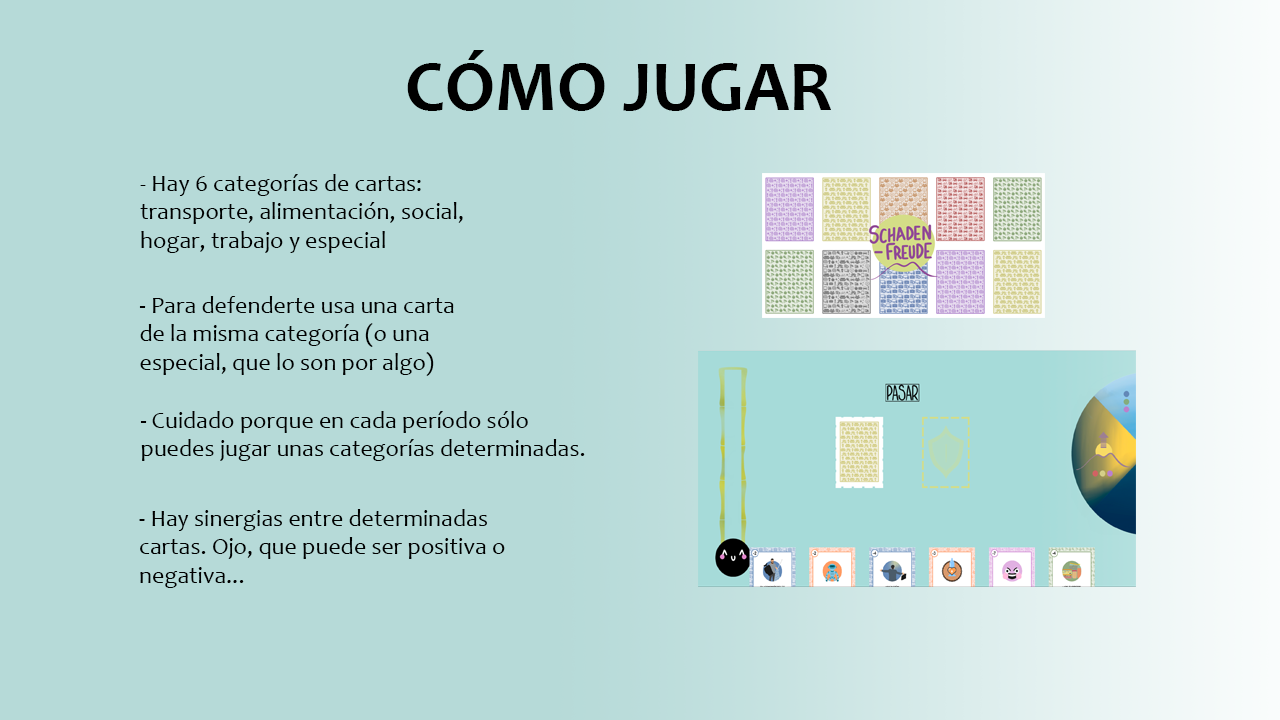 CÓMO JUGAR
- Hay 6 categorías de cartas:
transporte, alimentación, social,
hogar, trabajo y especial
- Para defenderte usa una carta
de la misma categoría (o una
especial, que lo son por algo)
- Cuidado porque en cada período sólo
puedes jugar unas categorías determinadas.
- Hay sinergias entre determinadas
cartas. Ojo, que puede ser positiva o
negativa...
SCHADEN
-FREUDE
PASAR